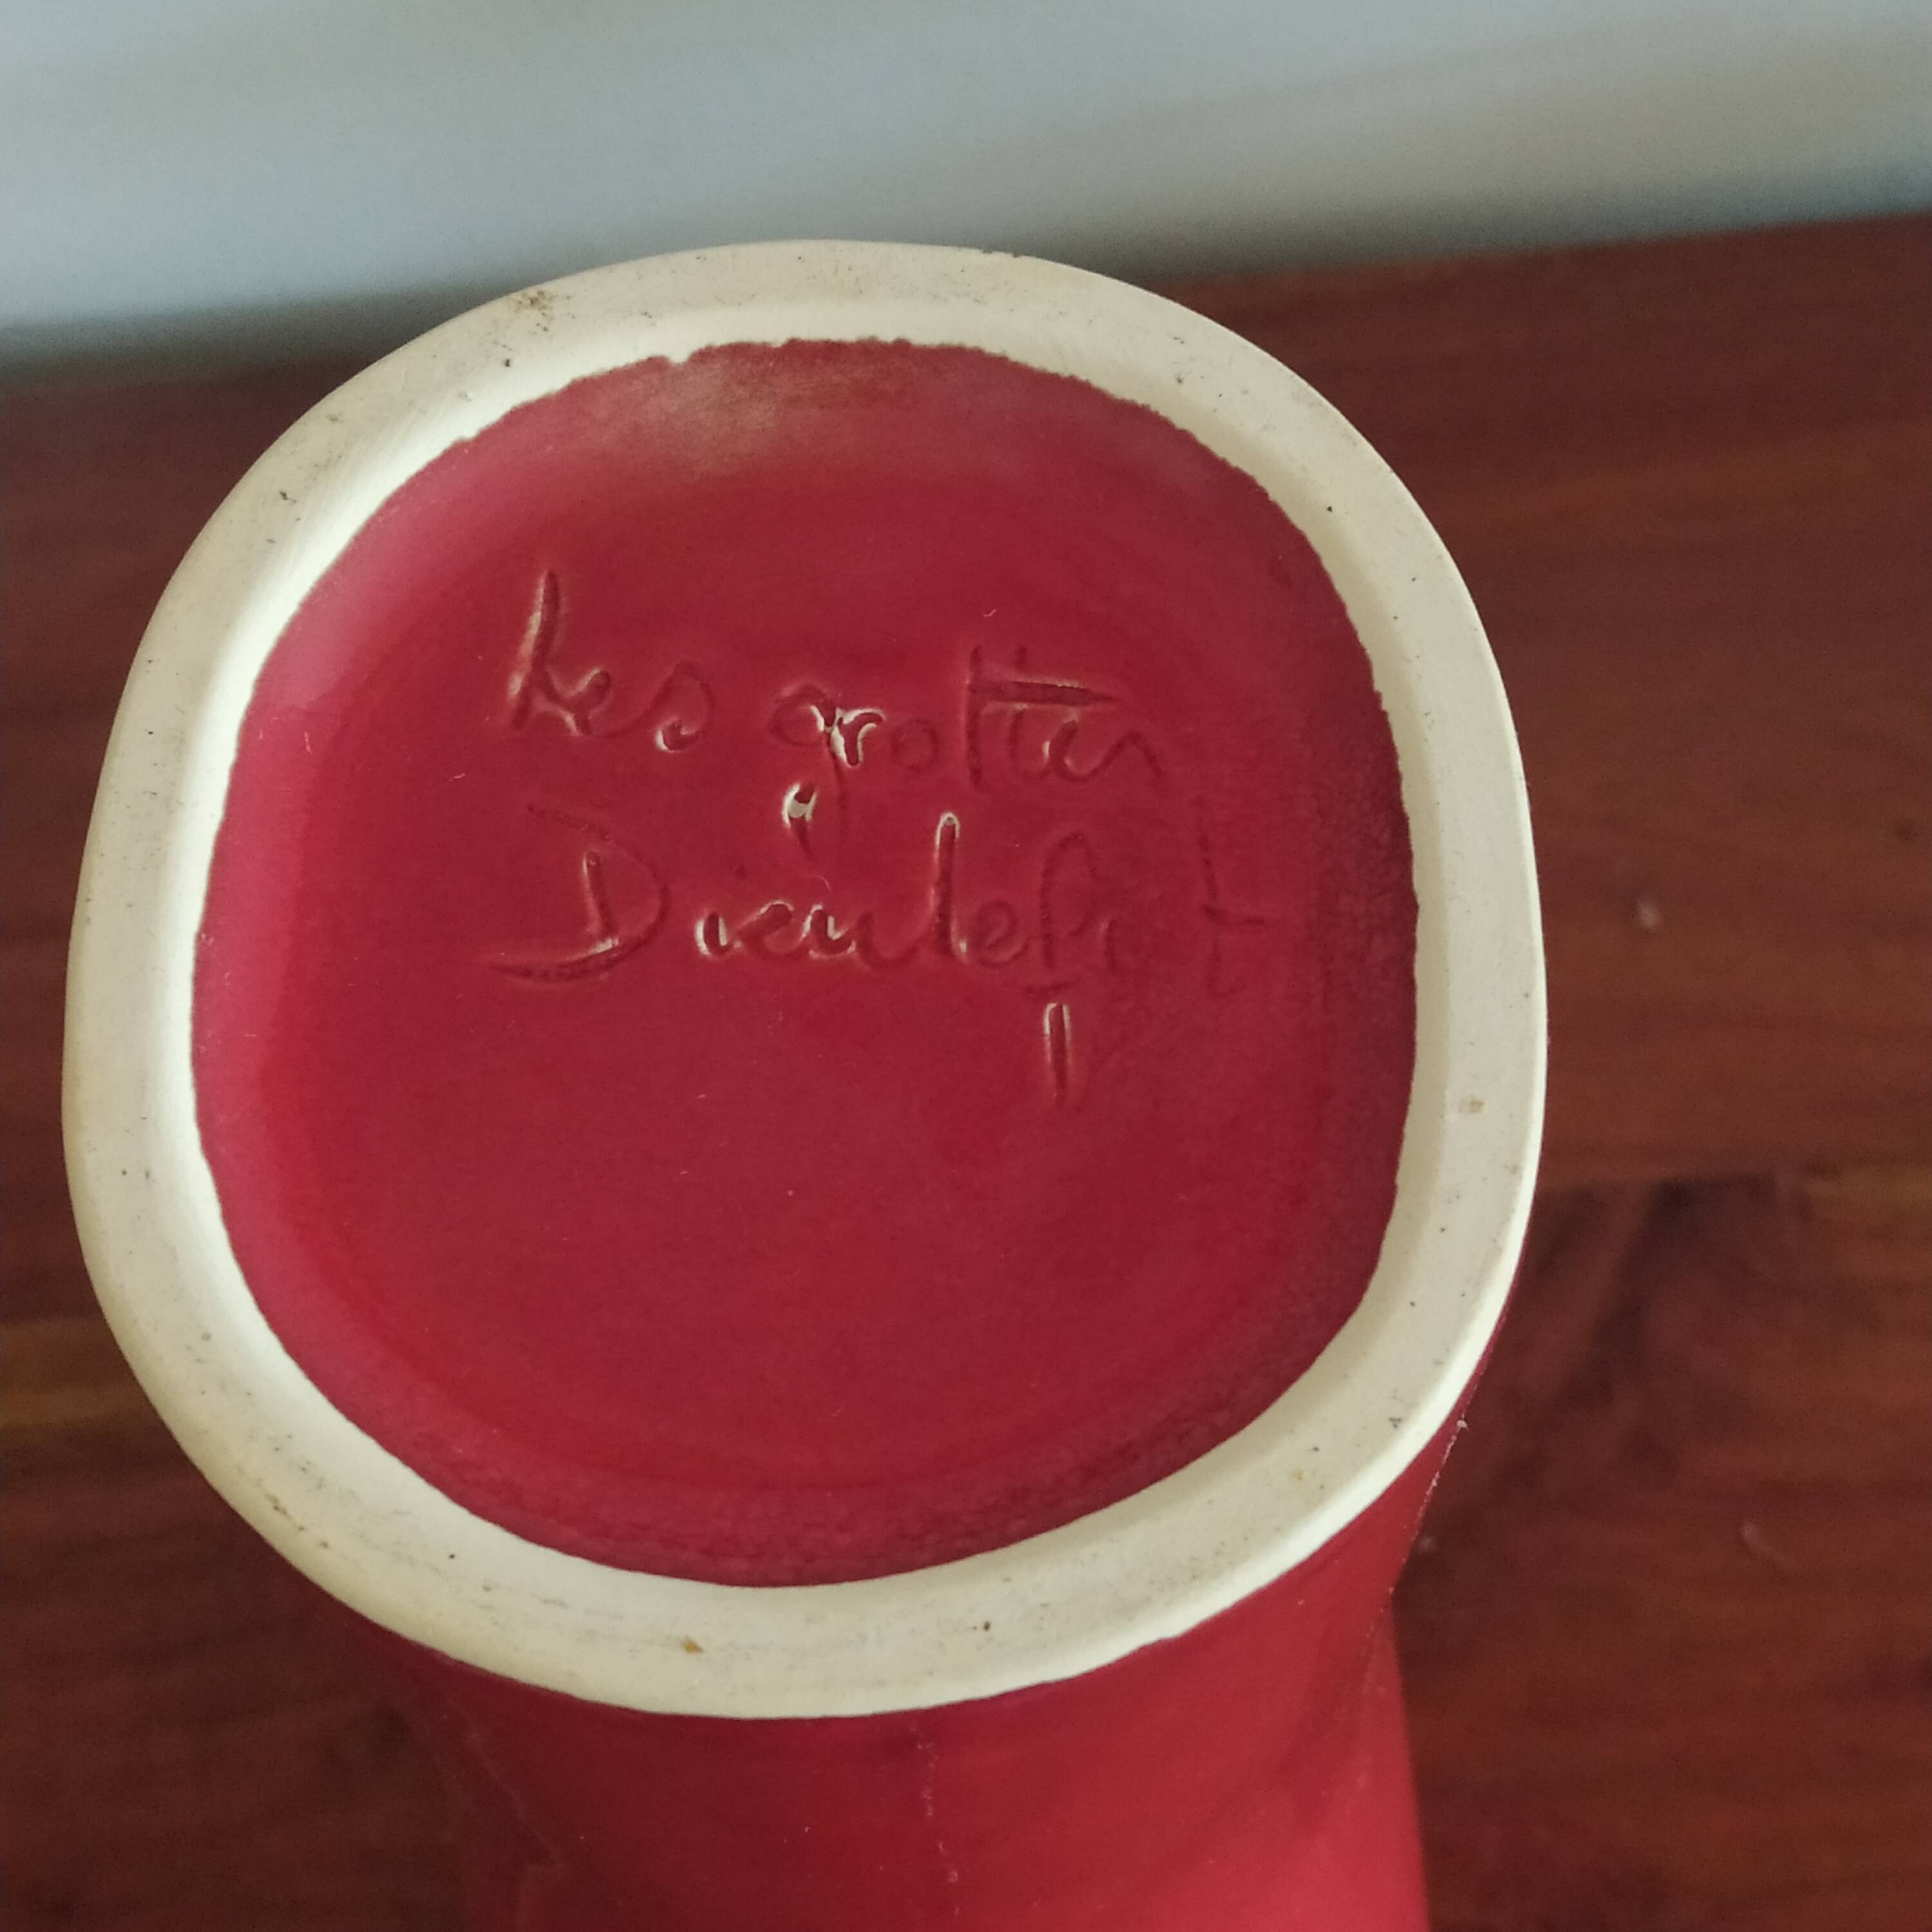 Les grottes
Dieulefit